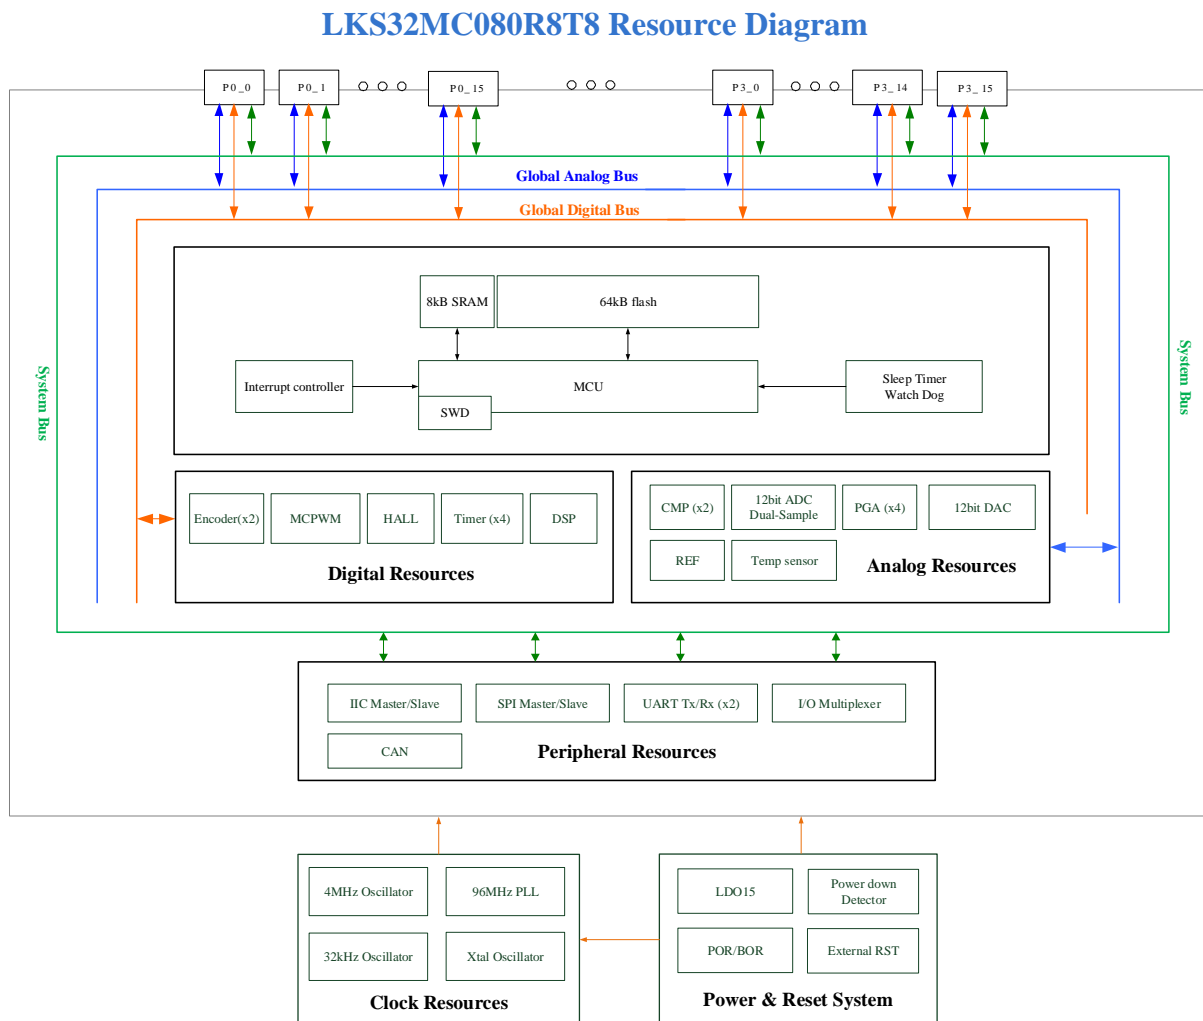 LKS32MC080R8T8 Resource Diagram
P0_0
P0_1
P0_15
P3_0
P3_14
P3_15
Global Analog Bus
Global Digital Bus
System Bus
System Bus
8kB SRAM
64kB flash
Interrupt controller
MCU
SWD
Sleep Timer
Watch Dog
Encoder(x2)
MCPWM
HALL
Timer (x4)
DSP
Digital Resources
CMP (x2)
12bit ADC
Dual-Sample
PGA (x4)
12bit DAC
REF
Temp sensor
Analog Resources
IIC Master/Slave
SPI Master/Slave
UART Tx/Rx (x2)
I/O Multiplexer
CAN
Peripheral Resources
4MHz Oscillator
96MHz PLL
32kHz Oscillator
Xtal Oscillator
Clock Resources
LDO15
Power down
Detector
POR/BOR
External RST
Power & Reset System